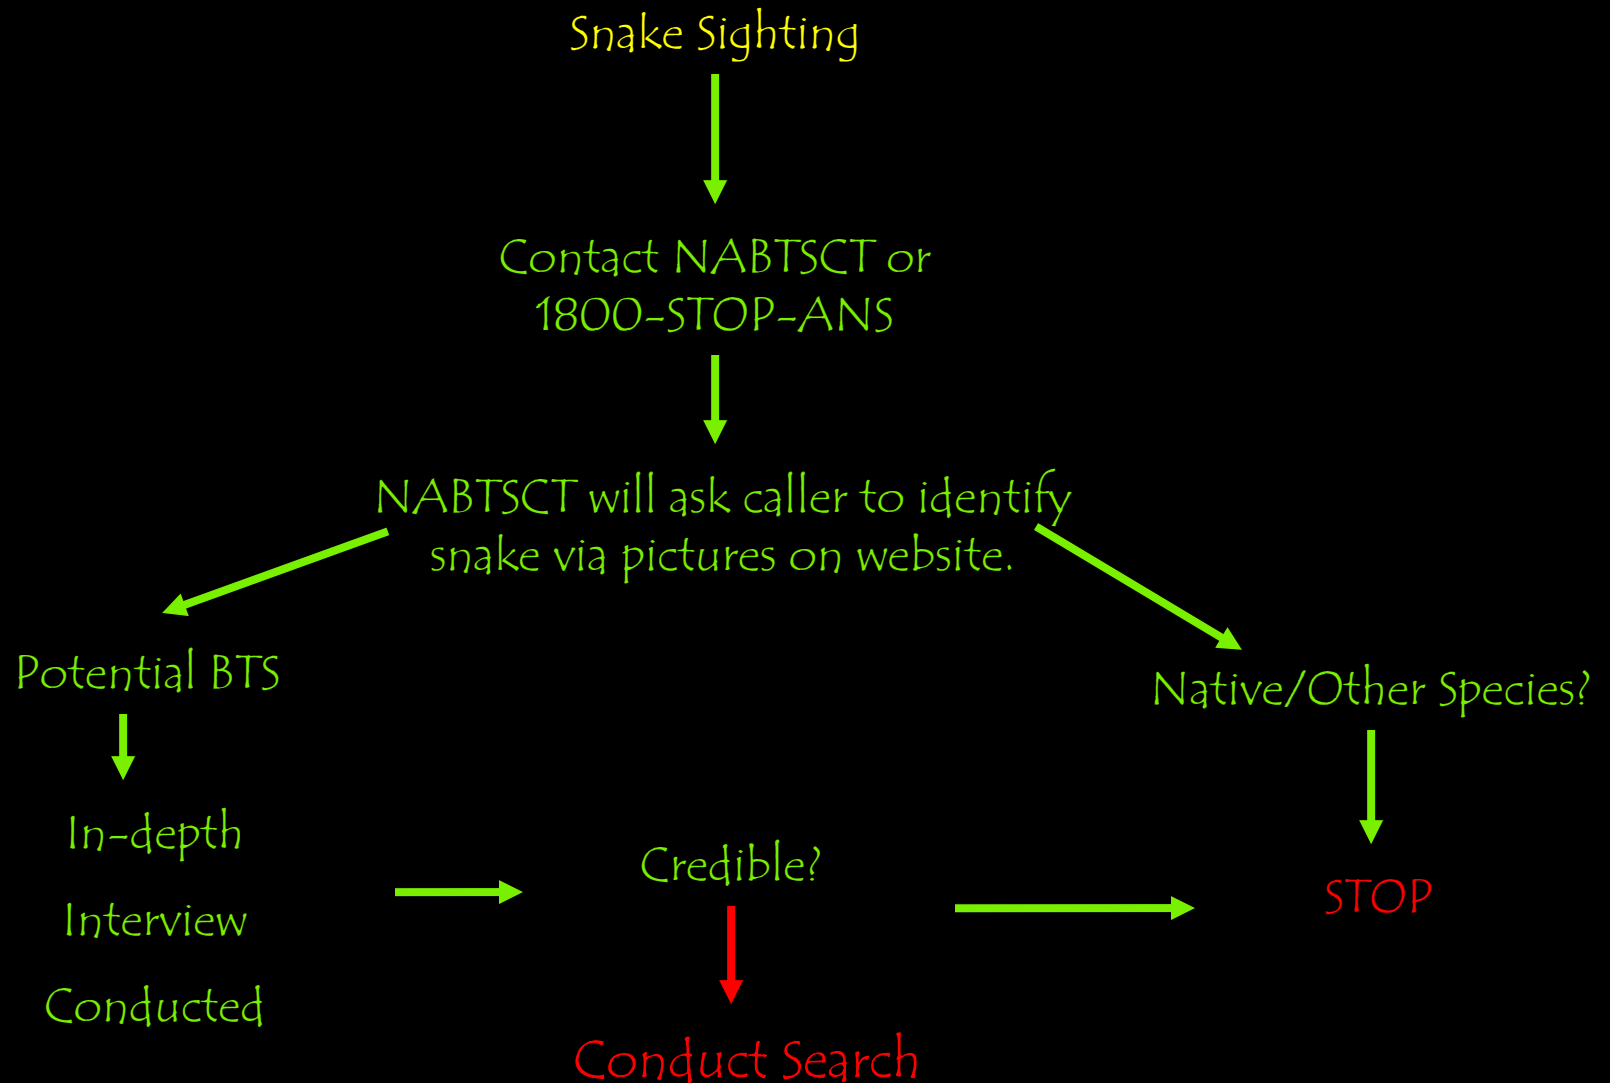 Snake Sighting
Contact NABTSCT or
1800-STOP-ANS
NABTSCT will ask caller to identify
snake via pictures on website.
Potential BTS
Native/Other Species?
In-depth
Interview
Conducted
Credible?
STOP
Conduct Search